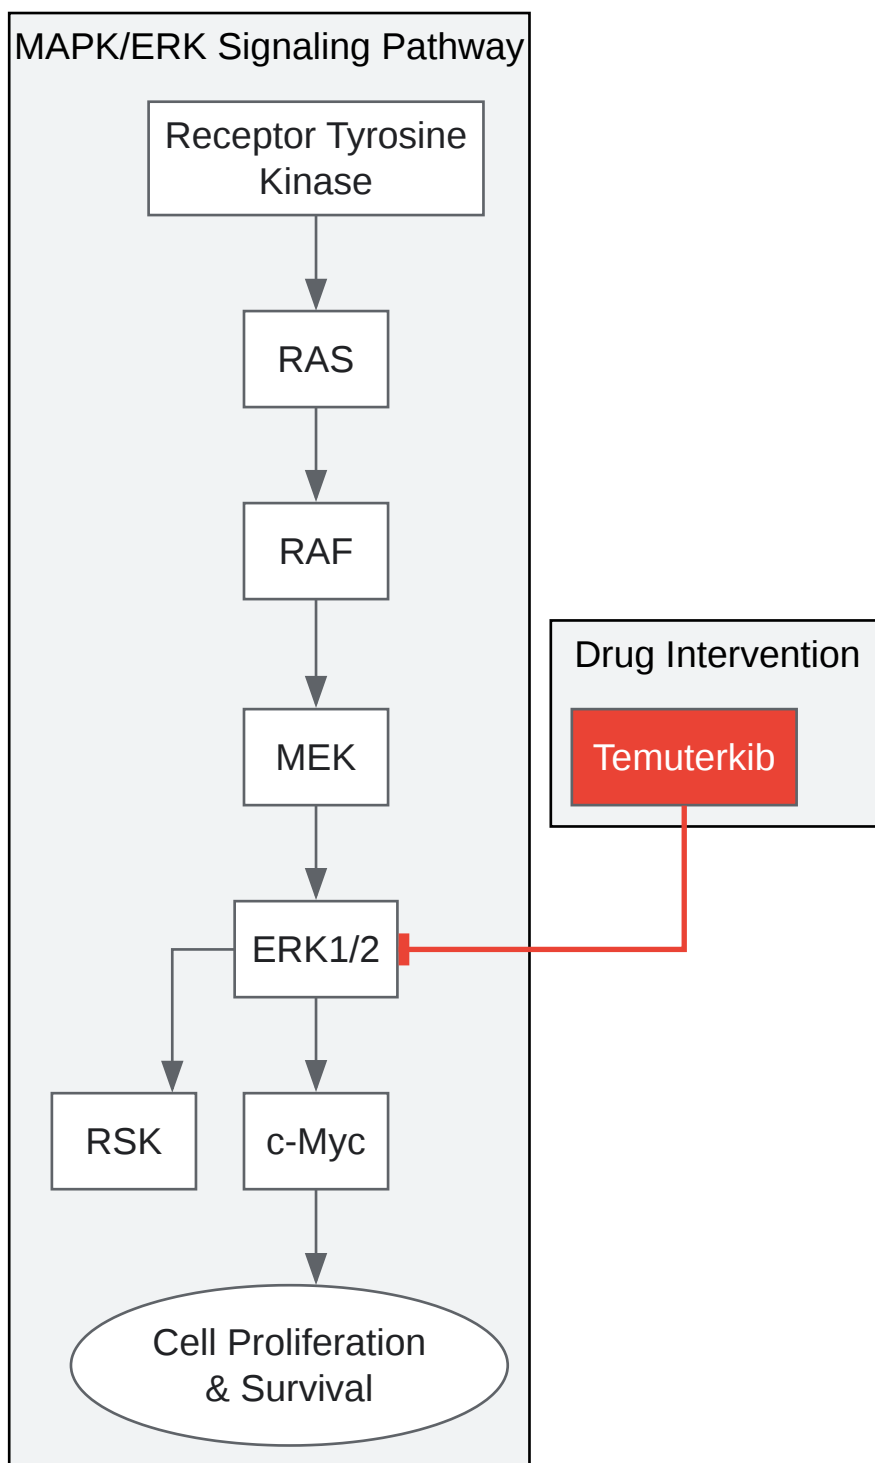 MAPK/ERK Signaling Pathway
Receptor Tyrosine
Kinase
RAS
RAF
MEK
Drug Intervention
Temuterkib
ERK1/2
RSK
c-Myc
Cell Proliferation
& Survival